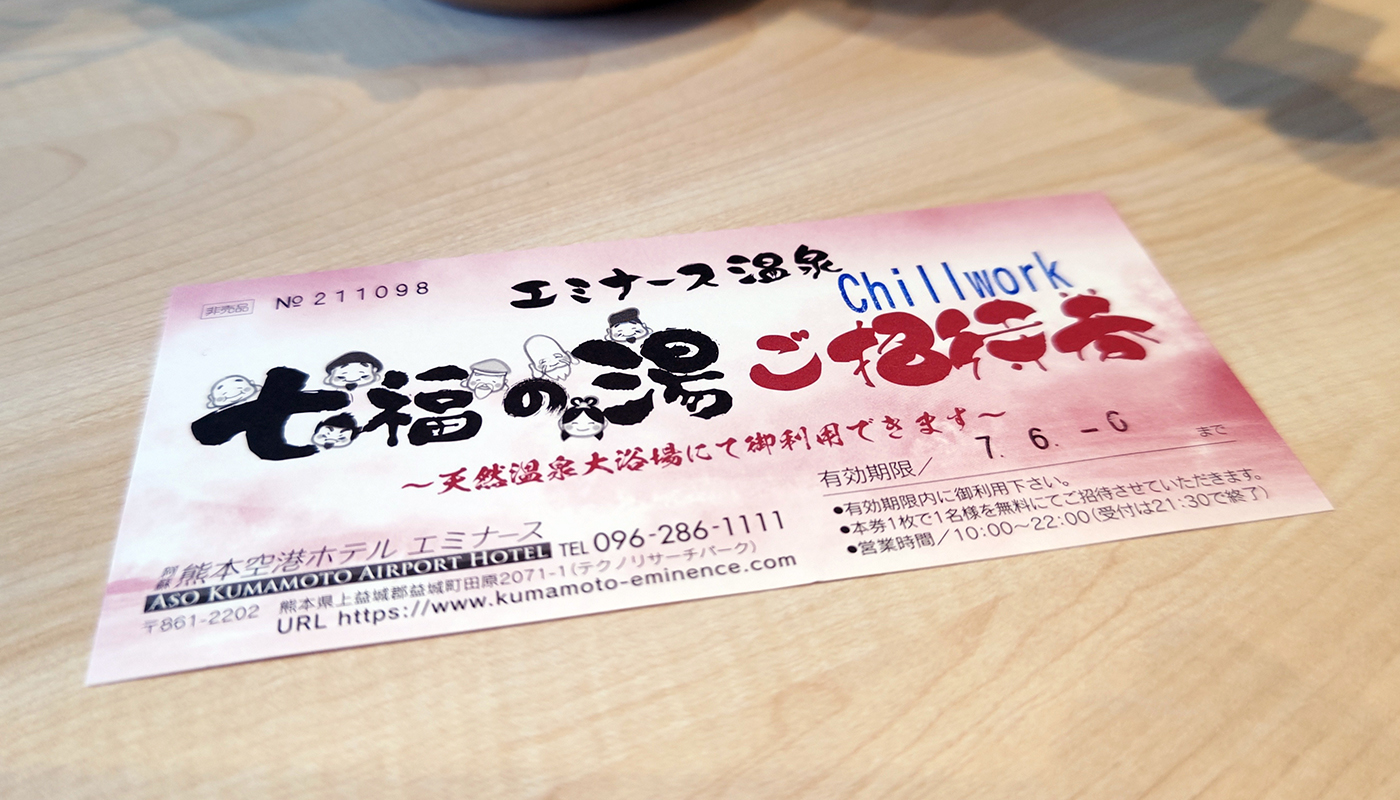 非売品 № 211098
エミナース温泉
Chillwork
七福の湯 ご招待券
～天然温泉大浴場にて御利用できます～
有効期限／ 7. 6. -6 まで
●有効期限内に御利用下さい。
●本券1枚で1名様を無料にてご招待させていただきます。
●営業時間／10:00～22:00(受付は21:30で終了)
阿蘇熊本空港ホテル エミナース
ASO KUMAMOTO AIRPORT HOTEL TEL 096-286-1111
〒861-2202 熊本県上益城郡益城町田原2071-1(テクノリサーチパーク)
URL https://www.kumamoto-eminence.com